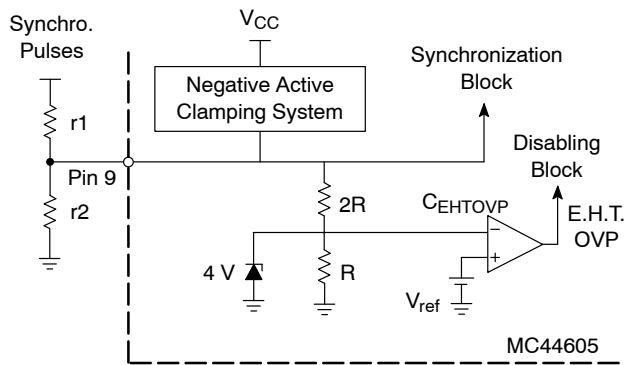 Synchro.
Pulses
VCC
Negative Active
Clamping System
Synchronization
Block
r1
Pin 9
r2
2R
CEHTOVP
Disabling
Block
E.H.T.
OVP
−
+
4 V
R
Vref
MC44605